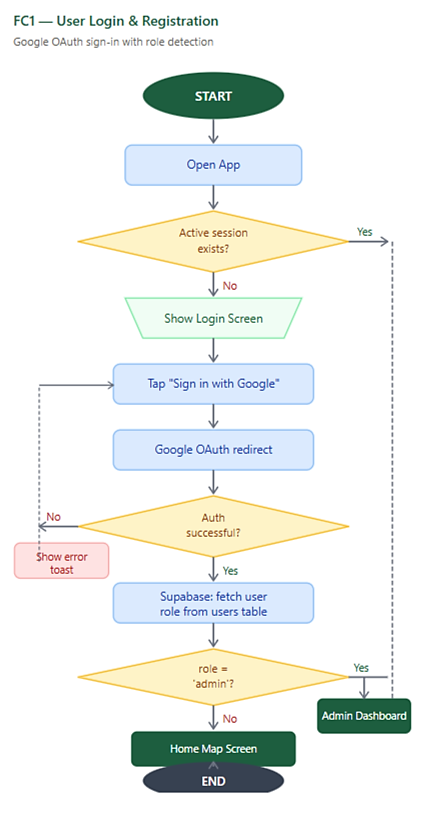 FC1 — User Login & Registration
Google OAuth sign-in with role detection
START
Open App
Active session
exists?
Yes
No
Show Login Screen
Tap "Sign in with Google"
Google OAuth redirect
Auth
successful?
No
Show error
toast
Yes
Supabase: fetch user
role from users table
role =
'admin'?
Yes
Admin Dashboard
No
Home Map Screen
END